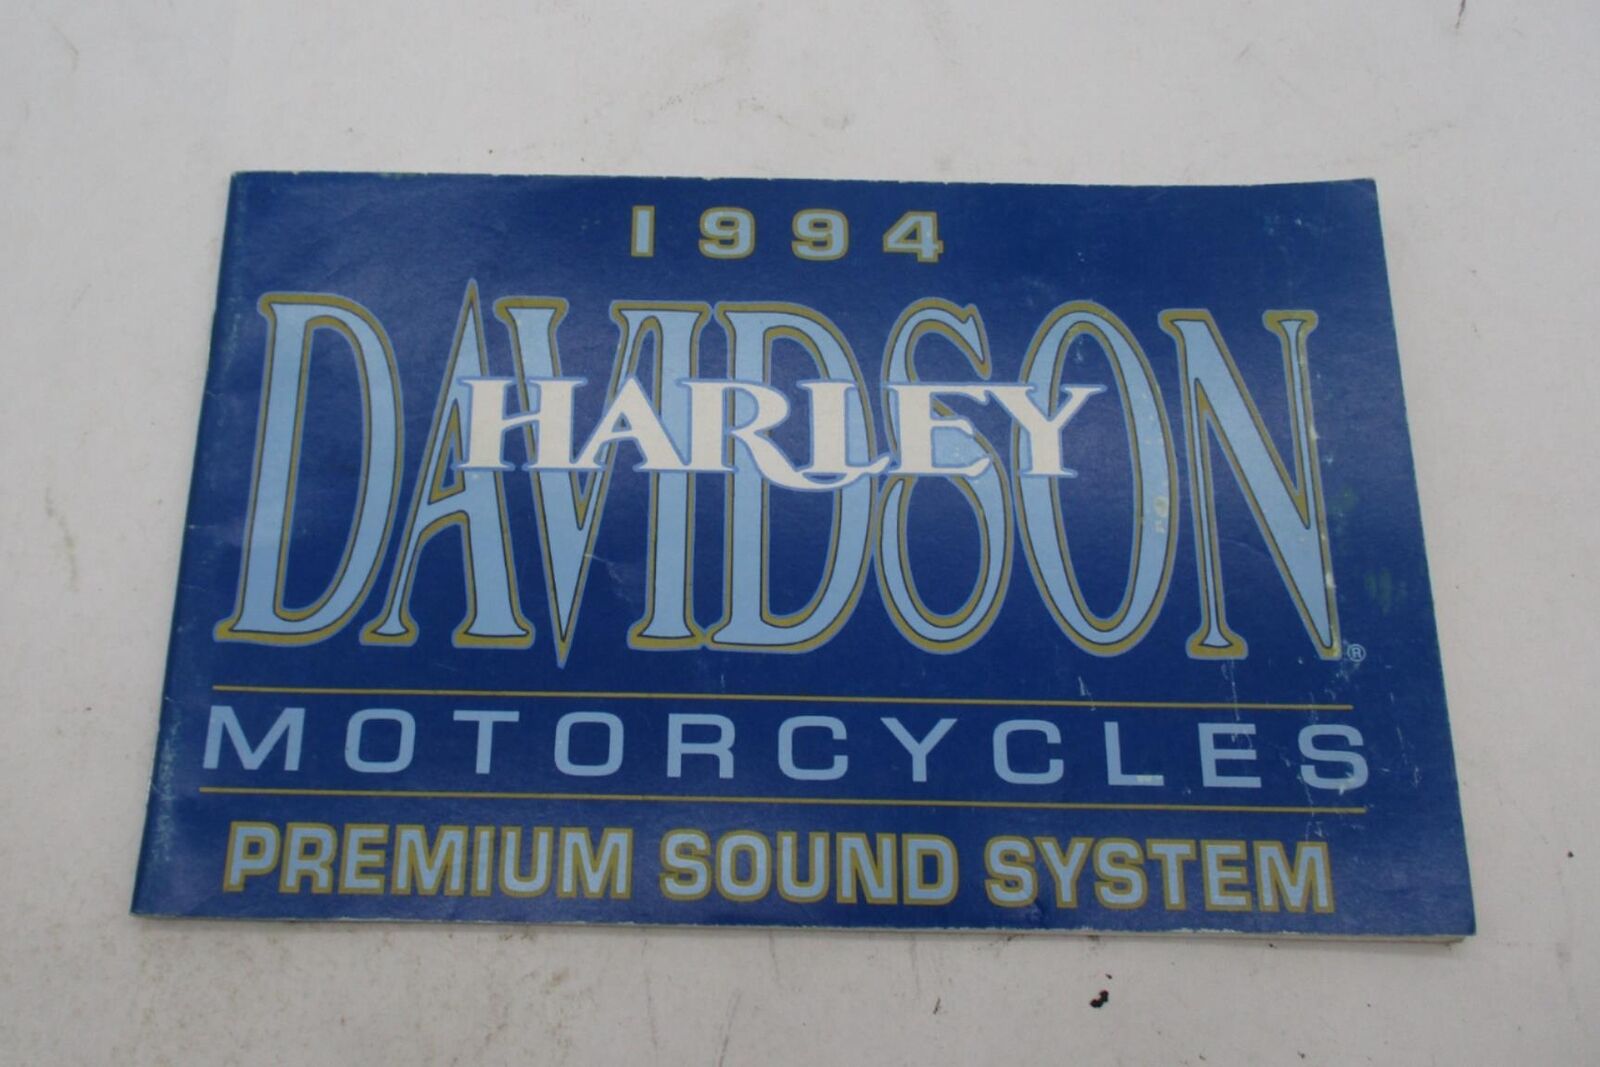 1994
HARLEY
DAVIDSON®
MOTORCYCLES
PREMIUM SOUND SYSTEM